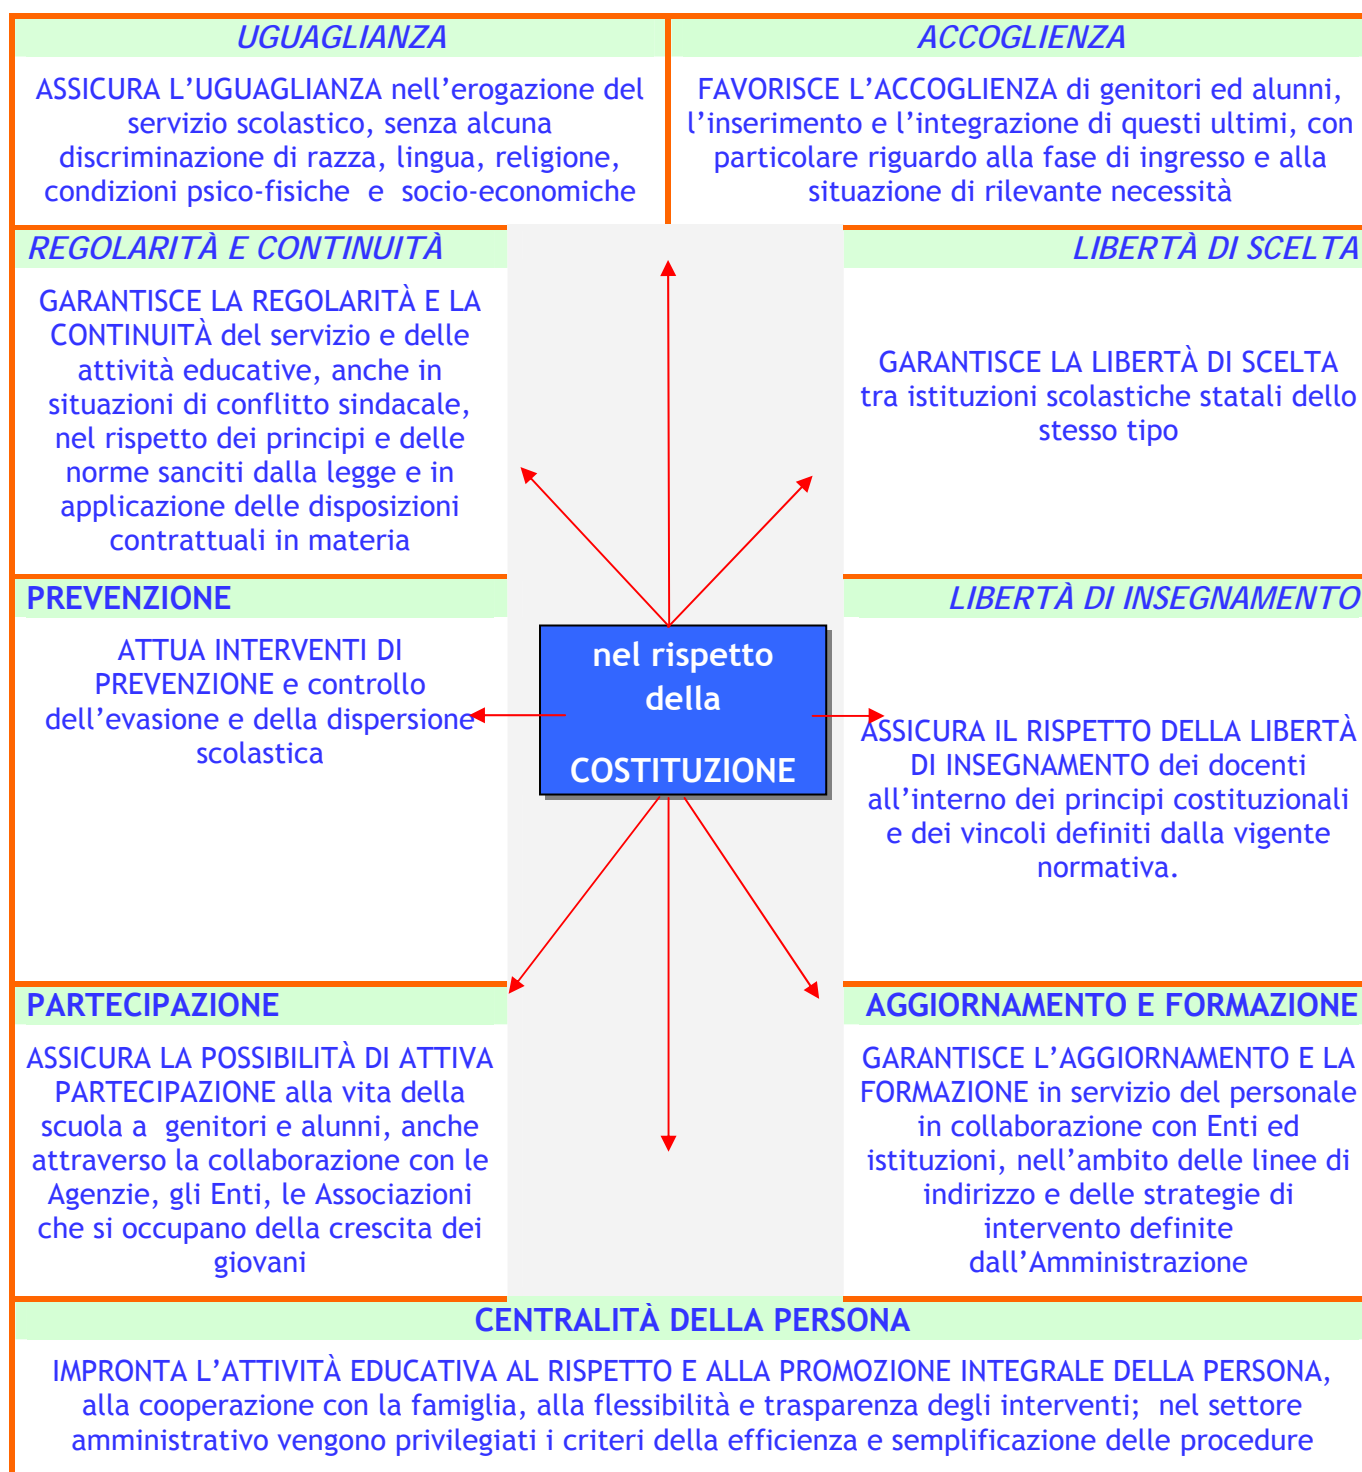 UGUAGLIANZA
ASSICURA L’UGUAGLIANZA nell’erogazione del
servizio scolastico, senza alcuna
discriminazione di razza, lingua, religione,
condizioni psico-fisiche e socio-economiche
ACCOGLIENZA
FAVORISCE L’ACCOGLIENZA di genitori ed alunni,
l’inserimento e l’integrazione di questi ultimi, con
particolare riguardo alla fase di ingresso e alla
situazione di rilevante necessità
REGOLARITÀ E CONTINUITÀ
GARANTISCE LA REGOLARITÀ E LA
CONTINUITÀ del servizio e delle
attività educative, anche in
situazioni di conflitto sindacale,
nel rispetto dei principi e delle
norme sanciti dalla legge e in
applicazione delle disposizioni
contrattuali in materia
LIBERTÀ DI SCELTA
GARANTISCE LA LIBERTÀ DI SCELTA
tra istituzioni scolastiche statali dello
stesso tipo
PREVENZIONE
ATTUA INTERVENTI DI
PREVENZIONE e controllo
dell’evasione e della dispersione
scolastica
nel rispetto
della
COSTITUZIONE
LIBERTÀ DI INSEGNAMENTO
ASSICURA IL RISPETTO DELLA LIBERTÀ
DI INSEGNAMENTO dei docenti
all’interno dei principi costituzionali
e dei vincoli definiti dalla vigente
normativa.
PARTECIPAZIONE
ASSICURA LA POSSIBILITÀ DI ATTIVA
PARTECIPAZIONE alla vita della
scuola a genitori e alunni, anche
attraverso la collaborazione con le
Agenzie, gli Enti, le Associazioni
che si occupano della crescita dei
giovani
AGGIORNAMENTO E FORMAZIONE
GARANTISCE L’AGGIORNAMENTO E LA
FORMAZIONE in servizio del personale
in collaborazione con Enti ed
istituzioni, nell’ambito delle linee di
indirizzo e delle strategie di
intervento definite
dall’Amministrazione
CENTRALITÀ DELLA PERSONA
IMPRONTA L’ATTIVITÀ EDUCATIVA AL RISPETTO E ALLA PROMOZIONE INTEGRALE DELLA PERSONA,
alla cooperazione con la famiglia, alla flessibilità e trasparenza degli interventi; nel settore
amministrativo vengono privilegiati i criteri della efficienza e semplificazione delle procedure